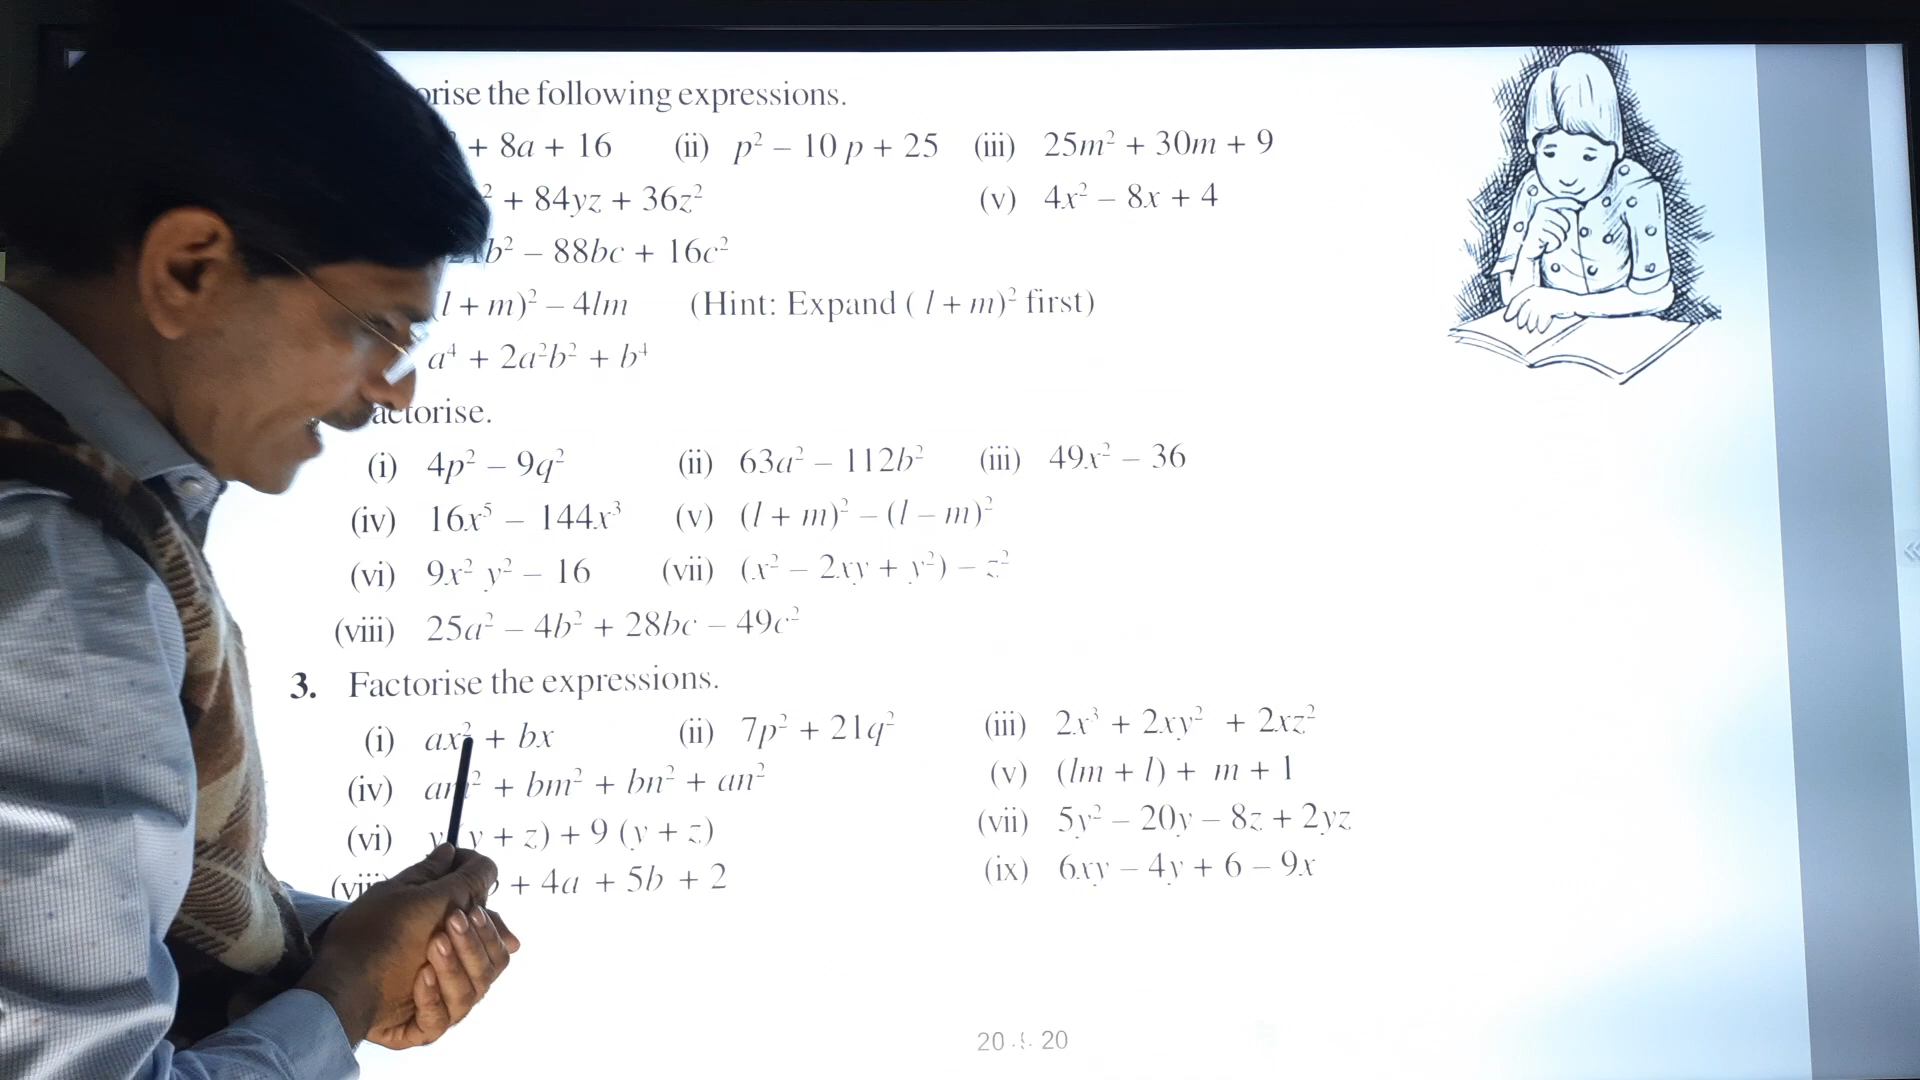 the following expressions.
+ 8a + 16 (ii) p² – 10 p + 25 (iii) 25m² + 30m + 9
² + 84yz + 36z² (v) 4x² – 8x + 4
b² – 88bc + 16c²
(l + m)² – 4lm (Hint: Expand ( l + m)² first)
a⁴ + 2a²b² + b⁴
actorise.
(i) 4p² – 9q² (ii) 63a² – 112b² (iii) 49x² – 36
(iv) 16x⁵ – 144x³ (v) (l + m)² – (l – m)²
(vi) 9x² y² – 16 (vii) (x² – 2xy + y²) – z²
(viii) 25a² – 4b² + 28bc – 49c²
3. Factorise the expressions.
(i) ax² + bx (ii) 7p² + 21q² (iii) 2x³ + 2xy² + 2xz²
(iv) am² + bm² + bn² + an² (v) (lm + l) + m + 1
(vi) y (y + z) + 9 (y + z) (vii) 5y² – 20y – 8z + 2yz
+ 4a + 5b + 2 (ix) 6xy – 4y + 6 – 9x